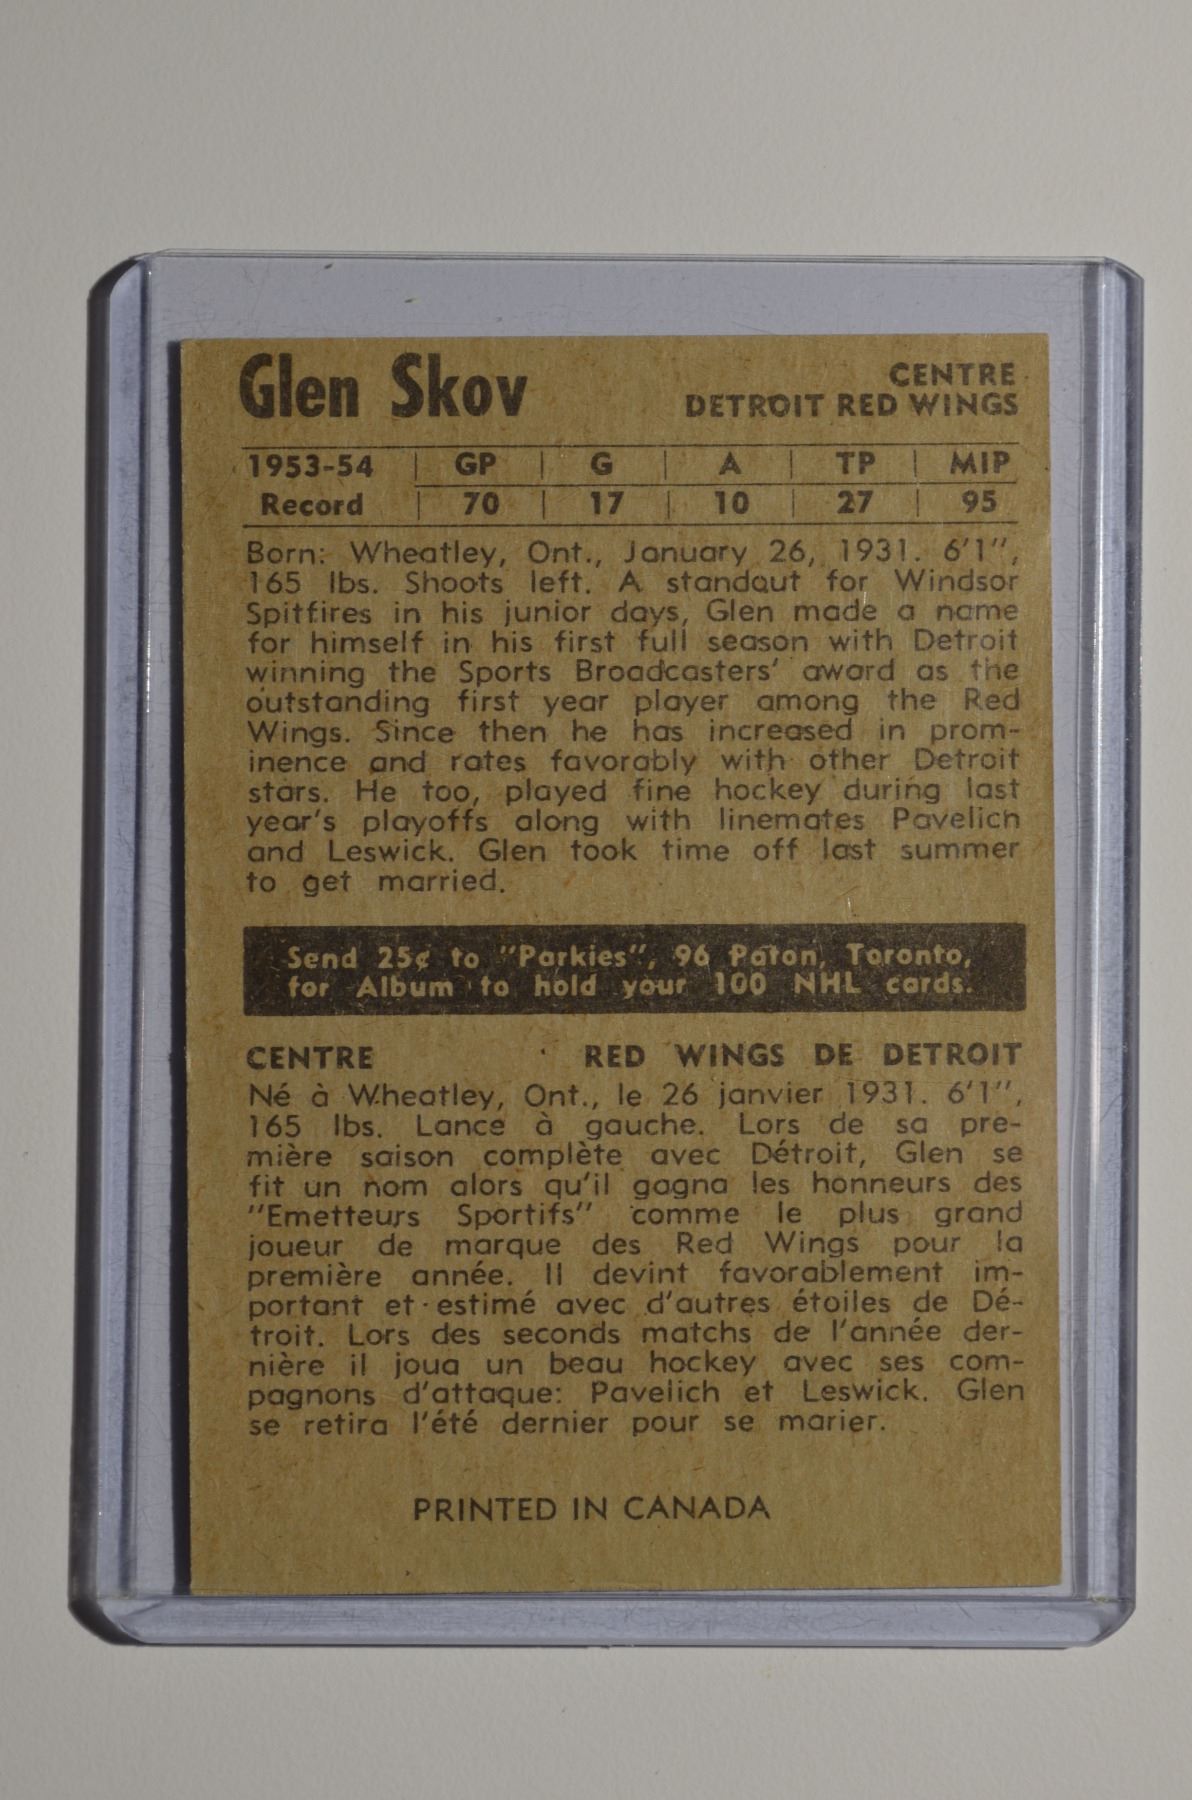 Glen Skov
CENTRE
DETROIT RED WINGS
1953-54 | GP | G | A | TP | MIP
Record | 70 | 17 | 10 | 27 | 95
Born: Wheatley, Ont., January 26, 1931. 6'1",
165 lbs. Shoots left. A standout for Windsor
Spitfires in his junior days, Glen made a name
for himself in his first full season with Detroit
winning the Sports Broadcasters' award as the
outstanding first year player among the Red
Wings. Since then he has increased in prom-
inence and rates favorably with other Detroit
stars. He too, played fine hockey during last
year's playoffs along with linemates Pavelich
and Leswick. Glen took time off last summer
to get married.
Send 25¢ to "Parkies", 96 Paton, Toronto,
for Album to hold your 100 NHL cards.
CENTRE RED WINGS DE DETROIT
Né à Wheatley, Ont., le 26 janvier 1931. 6'1",
165 lbs. Lance à gauche. Lors de sa pre-
mière saison complète avec Détroit, Glen se
fit un nom alors qu'il gagna les honneurs des
"Emetteurs Sportifs" comme le plus grand
joueur de marque des Red Wings pour la
première année. Il devint favorablement im-
portant et estimé avec d'autres étoiles de Dé-
troit. Lors des seconds matchs de l'année der-
nière il joua un beau hockey avec ses com-
pagnons d'attaque: Pavelich et Leswick. Glen
se retira l'été dernier pour se marier.
PRINTED IN CANADA